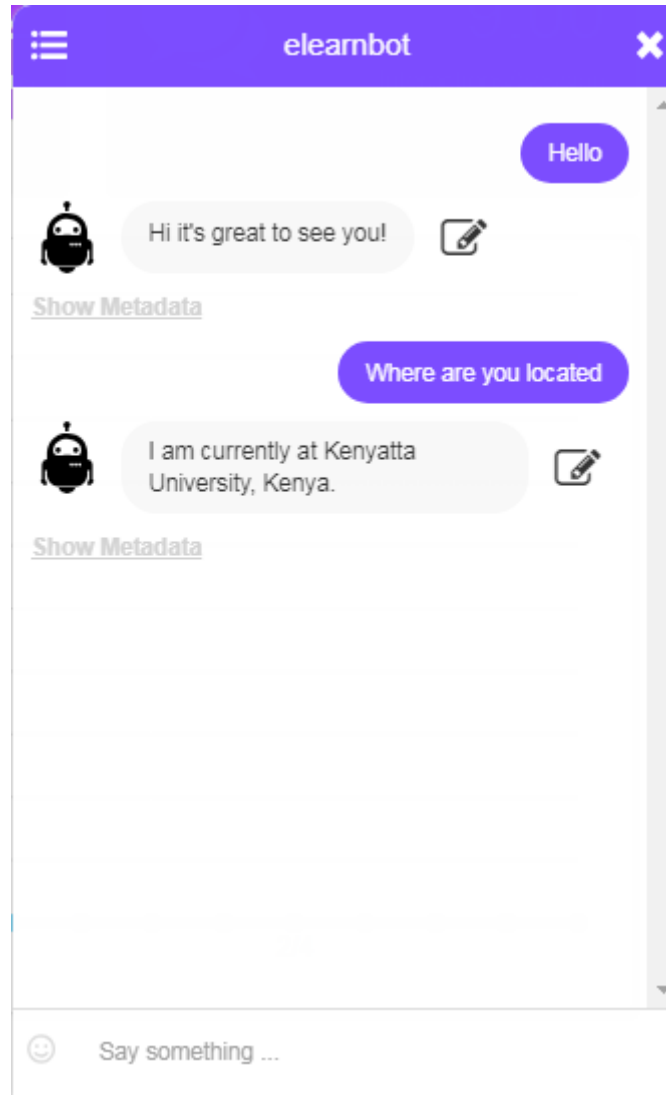 elearnbot
Hello
Hi it's great to see you!
Show Metadata
Where are you located
I am currently at Kenyatta
University, Kenya.
Show Metadata
Say something ...